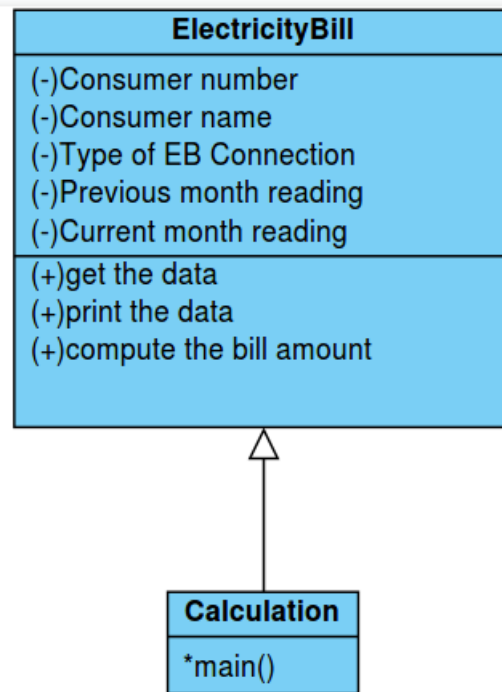 ElectricityBill
(-)Consumer number
(-)Consumer name
(-)Type of EB Connection
(-)Previous month reading
(-)Current month reading
(+)get the data
(+)print the data
(+)compute the bill amount
Calculation
*main()